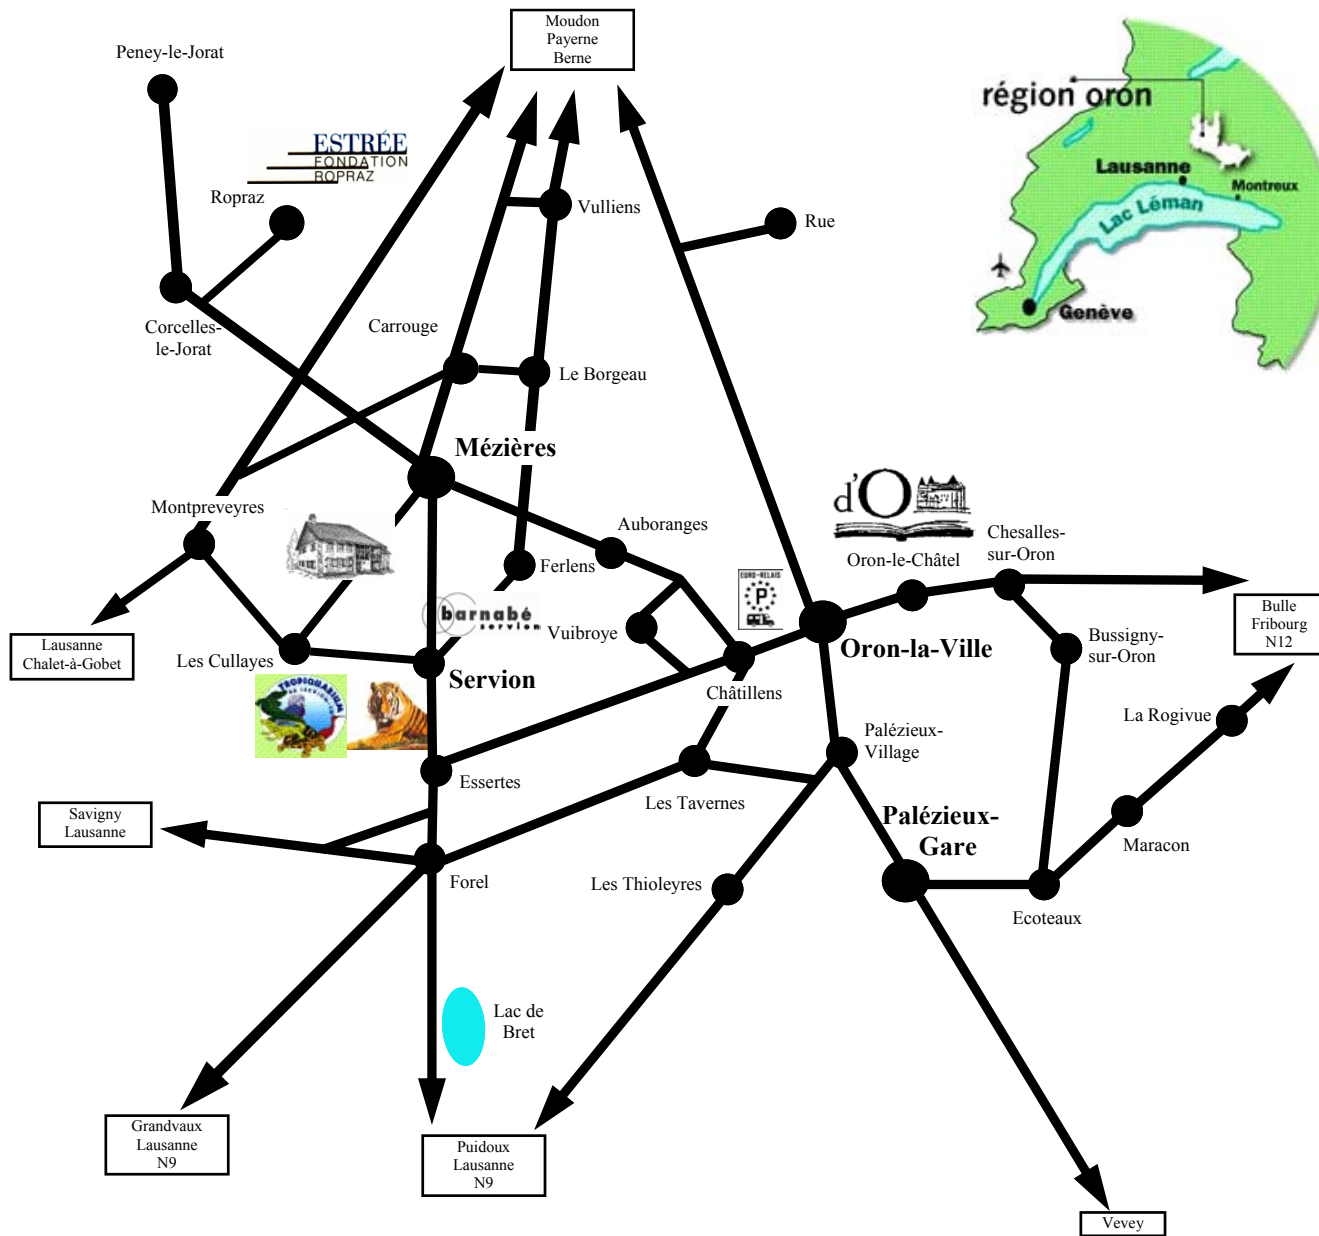 Moudon
Payerne
Berne
Peney-le-Jorat
ESTRÉE
FONDATION
ROPRAZ
Ropraz
Vulliens
Rue
région oron
Lausanne
Montreux
Lac Léman
Genève
Corcelles-
le-Jorat
Carrouge
Le Borgeau
Mézières
Montpreveyres
Auboranges
d'O
Oron-le-Châtel
Chesalles-
sur-Oron
Ferlens
EURO-RELAIS
P
barnabé
servion
Vuibroye
Lausanne
Chalet-à-Gobet
Les Cullayes
Servion
Oron-la-Ville
Bussigny-
sur-Oron
Bulle
Fribourg
N12
TROPIQUARIUM
Châtillens
La Rogivue
Palézieux-
Village
Essertes
Les Tavernes
Savigny
Lausanne
Palézieux-
Gare
Maracon
Forel
Les Thioleyres
Ecoteaux
Lac de
Bret
Grandvaux
Lausanne
N9
Puidoux
Lausanne
N9
Vevey